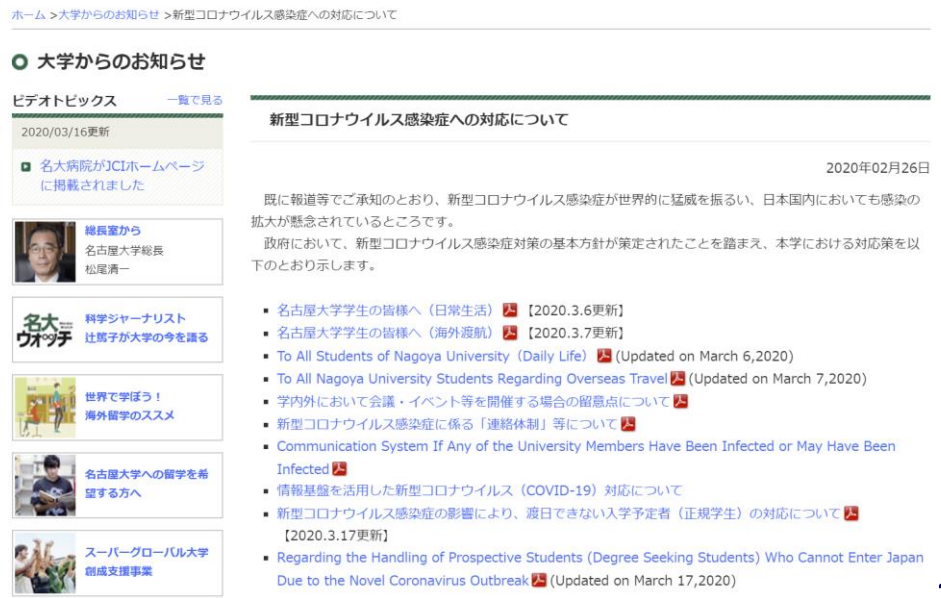 ホーム >大学からのお知らせ >新型コロナウイルス感染症への対応について
大学からのお知らせ
ビデオトピックス 一覧で見る
2020/03/16更新
名大病院がJCIホームページ
に掲載されました
総長室から
名古屋大学総長
松尾清一
名大
ウォッチ
科学ジャーナリスト
辻篤子が大学の今を語る
世界で学ぼう！
海外留学のススメ
名古屋大学への留学を希
望する方へ
スーパーグローバル大学
創成支援事業
新型コロナウイルス感染症への対応について
2020年02月26日
既に報道等でご承知のとおり、新型コロナウイルス感染症が世界的に猛威を振るい、日本国内においても感染の
拡大が懸念されているところです。
政府において、新型コロナウイルス感染症対策の基本方針が策定されたことを踏まえ、本学における対応策を以
下のとおり示します。
名古屋大学学生の皆様へ（日常生活） 【2020.3.6更新】
名古屋大学学生の皆様へ（海外渡航） 【2020.3.7更新】
To All Students of Nagoya University（Daily Life） (Updated on March 6,2020)
To All Nagoya University Students Regarding Overseas Travel (Updated on March 7,2020)
学内外において会議・イベント等を開催する場合の留意点について
新型コロナウイルス感染症に係る「連絡体制」等について
Communication System If Any of the University Members Have Been Infected or May Have Been
Infected
情報基盤を活用した新型コロナウイルス（COVID-19）対応について
新型コロナウイルス感染症の影響により、渡日できない入学予定者（正規学生）の対応について
【2020.3.17更新】
Regarding the Handling of Prospective Students (Degree Seeking Students) Who Cannot Enter Japan
Due to the Novel Coronavirus Outbreak (Updated on March 17,2020)